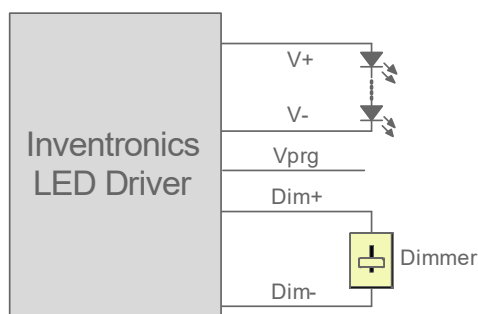 Inventronics
LED Driver
V+
V-
Vprg
Dim+
Dimmer
Dim-